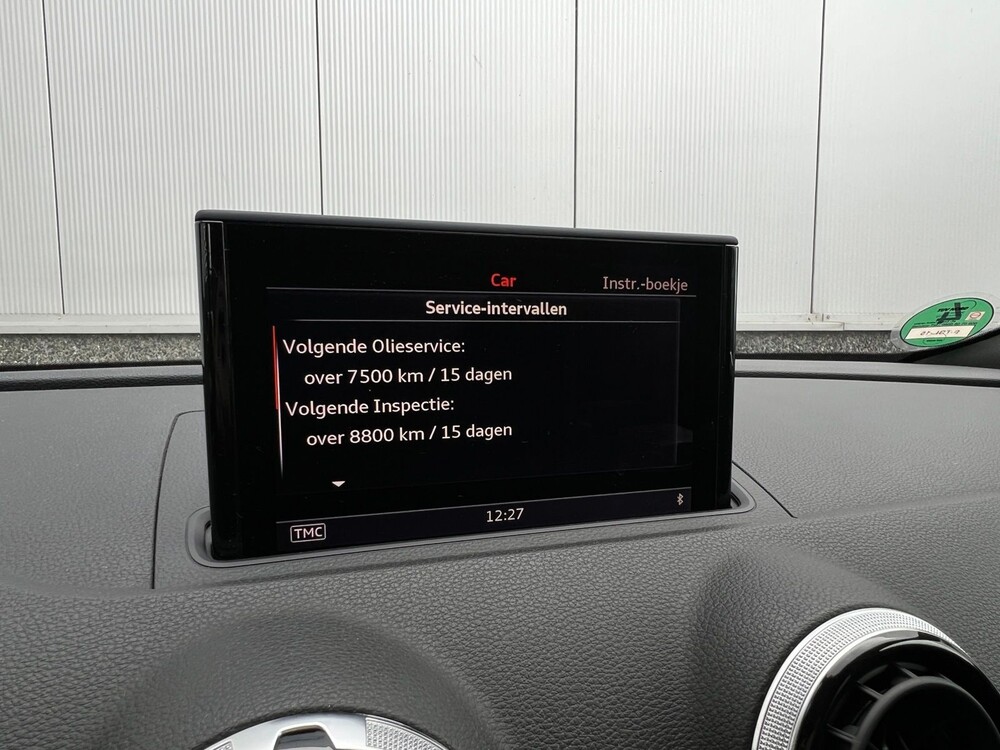 Car
Instr.-boekje
Service-intervallen
Volgende Olieservice:
over 7500 km / 15 dagen
Volgende Inspectie:
over 8800 km / 15 dagen
TMC
12:27